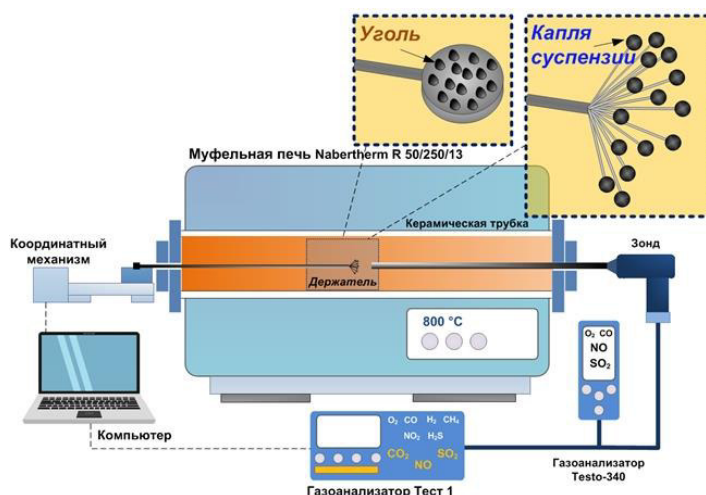 Уголь
Капля
суспензии
Муфельная печь Nabertherm R 50/250/13
Керамическая трубка
Координатный
механизм
Зонд
Держатель
800 °C
O₂ CO
NO
SO₂
Компьютер
O₂ CO H₂ CH₄
NO₂ H₂S
CO₂ SO₂
NO
Газоанализатор
Testo-340
Газоанализатор Тест 1